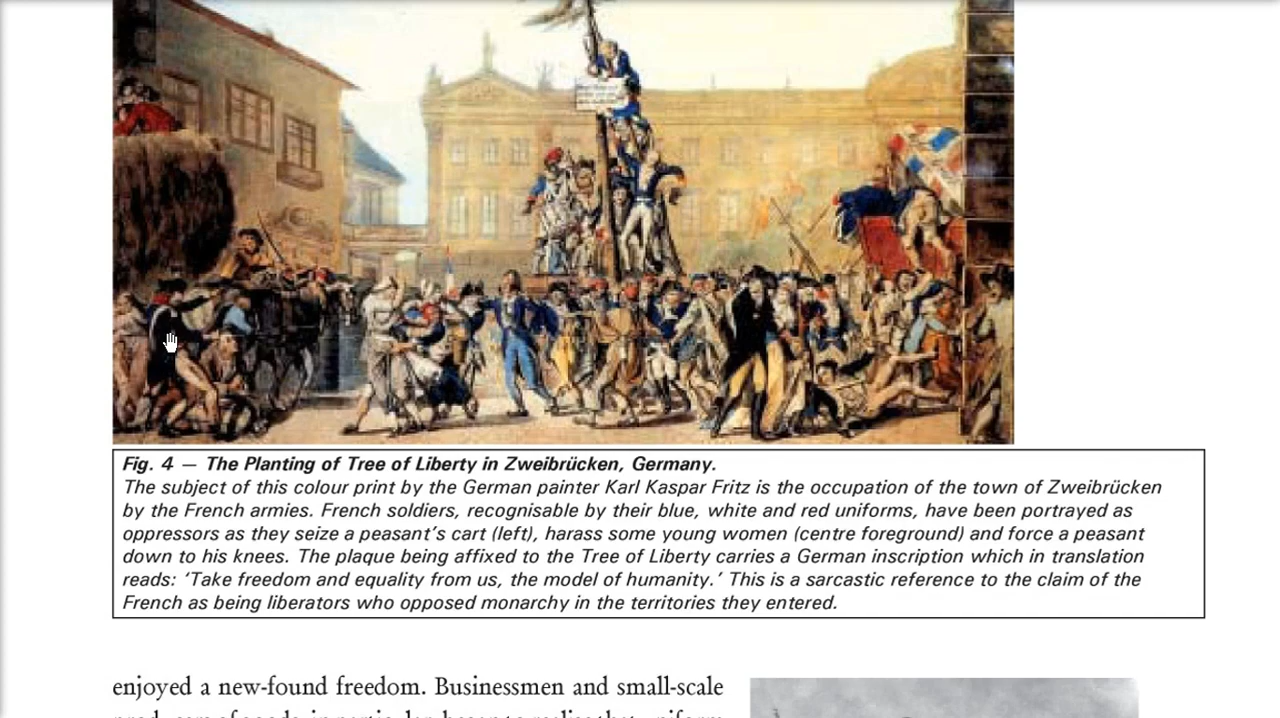 Fig. 4 — The Planting of Tree of Liberty in Zweibrücken, Germany.
The subject of this colour print by the German painter Karl Kaspar Fritz is the occupation of the town of Zweibrücken
by the French armies. French soldiers, recognisable by their blue, white and red uniforms, have been portrayed as
oppressors as they seize a peasant's cart (left), harass some young women (centre foreground) and force a peasant
down to his knees. The plaque being affixed to the Tree of Liberty carries a German inscription which in translation
reads: 'Take freedom and equality from us, the model of humanity.' This is a sarcastic reference to the claim of the
French as being liberators who opposed monarchy in the territories they entered.
enjoyed a new-found freedom. Businessmen and small-scale